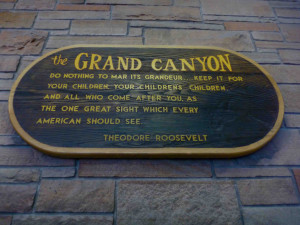 the GRAND CANYON
DO NOTHING TO MAR ITS GRANDEUR... KEEP IT FOR
YOUR CHILDREN, YOUR CHILDREN'S CHILDREN,
AND ALL WHO COME AFTER YOU, AS
THE ONE GREAT SIGHT WHICH EVERY
AMERICAN SHOULD SEE
THEODORE ROOSEVELT